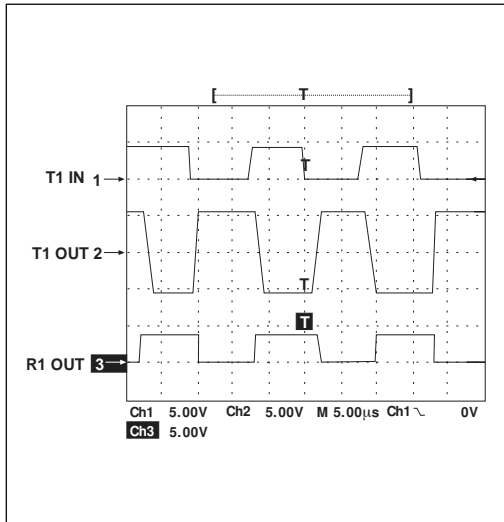 [ T ]
T
T1 IN 1
T1 OUT 2
T
T
R1 OUT 3
Ch1 5.00V Ch2 5.00V M 5.00µs Ch1 0V
Ch3 5.00V